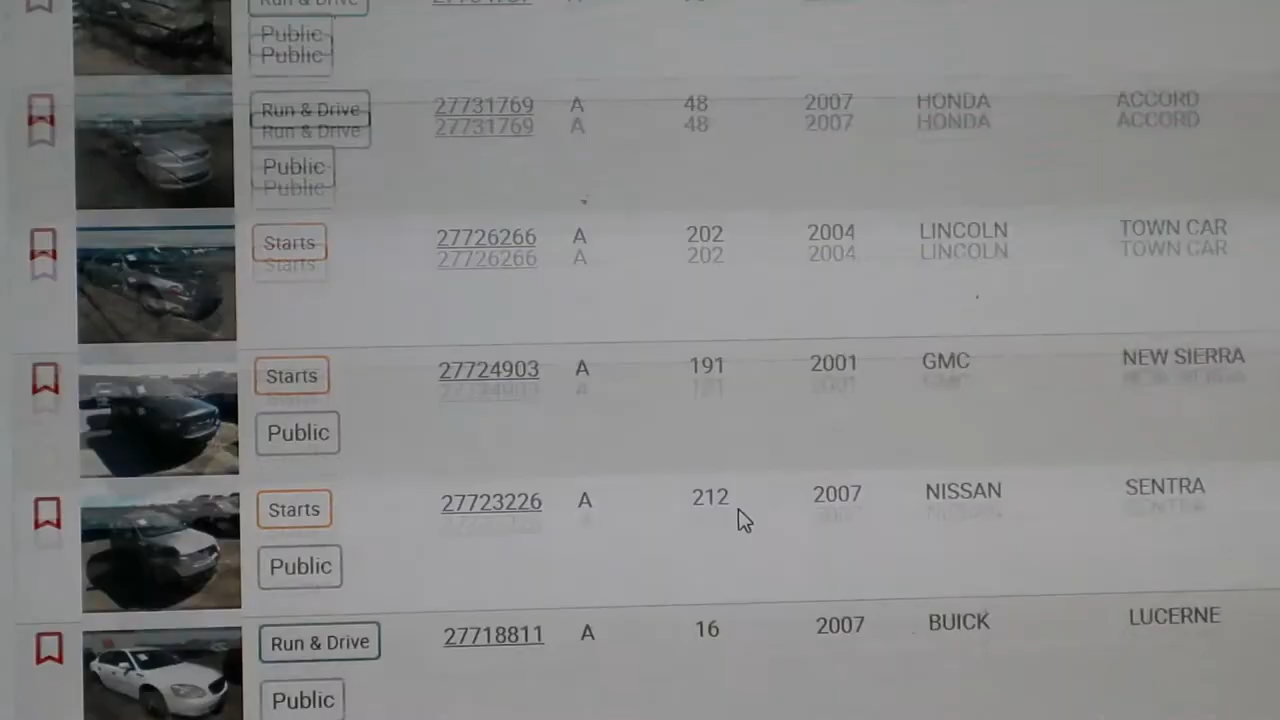 Run & Drive
Public
Public
Run & Drive 27731769 A 48 2007 HONDA ACCORD
Run & Drive 27731769 A 48 2007 HONDA ACCORD
Public
Public
Starts 27726266 A 202 2004 LINCOLN TOWN CAR
Starts 27726266 A 202 2004 LINCOLN TOWN CAR
Starts 27724903 A 191 2001 GMC NEW SIERRA
Public
Starts 27723226 A 212 2007 NISSAN SENTRA
Public
Run & Drive 27718811 A 16 2007 BUICK LUCERNE
Public